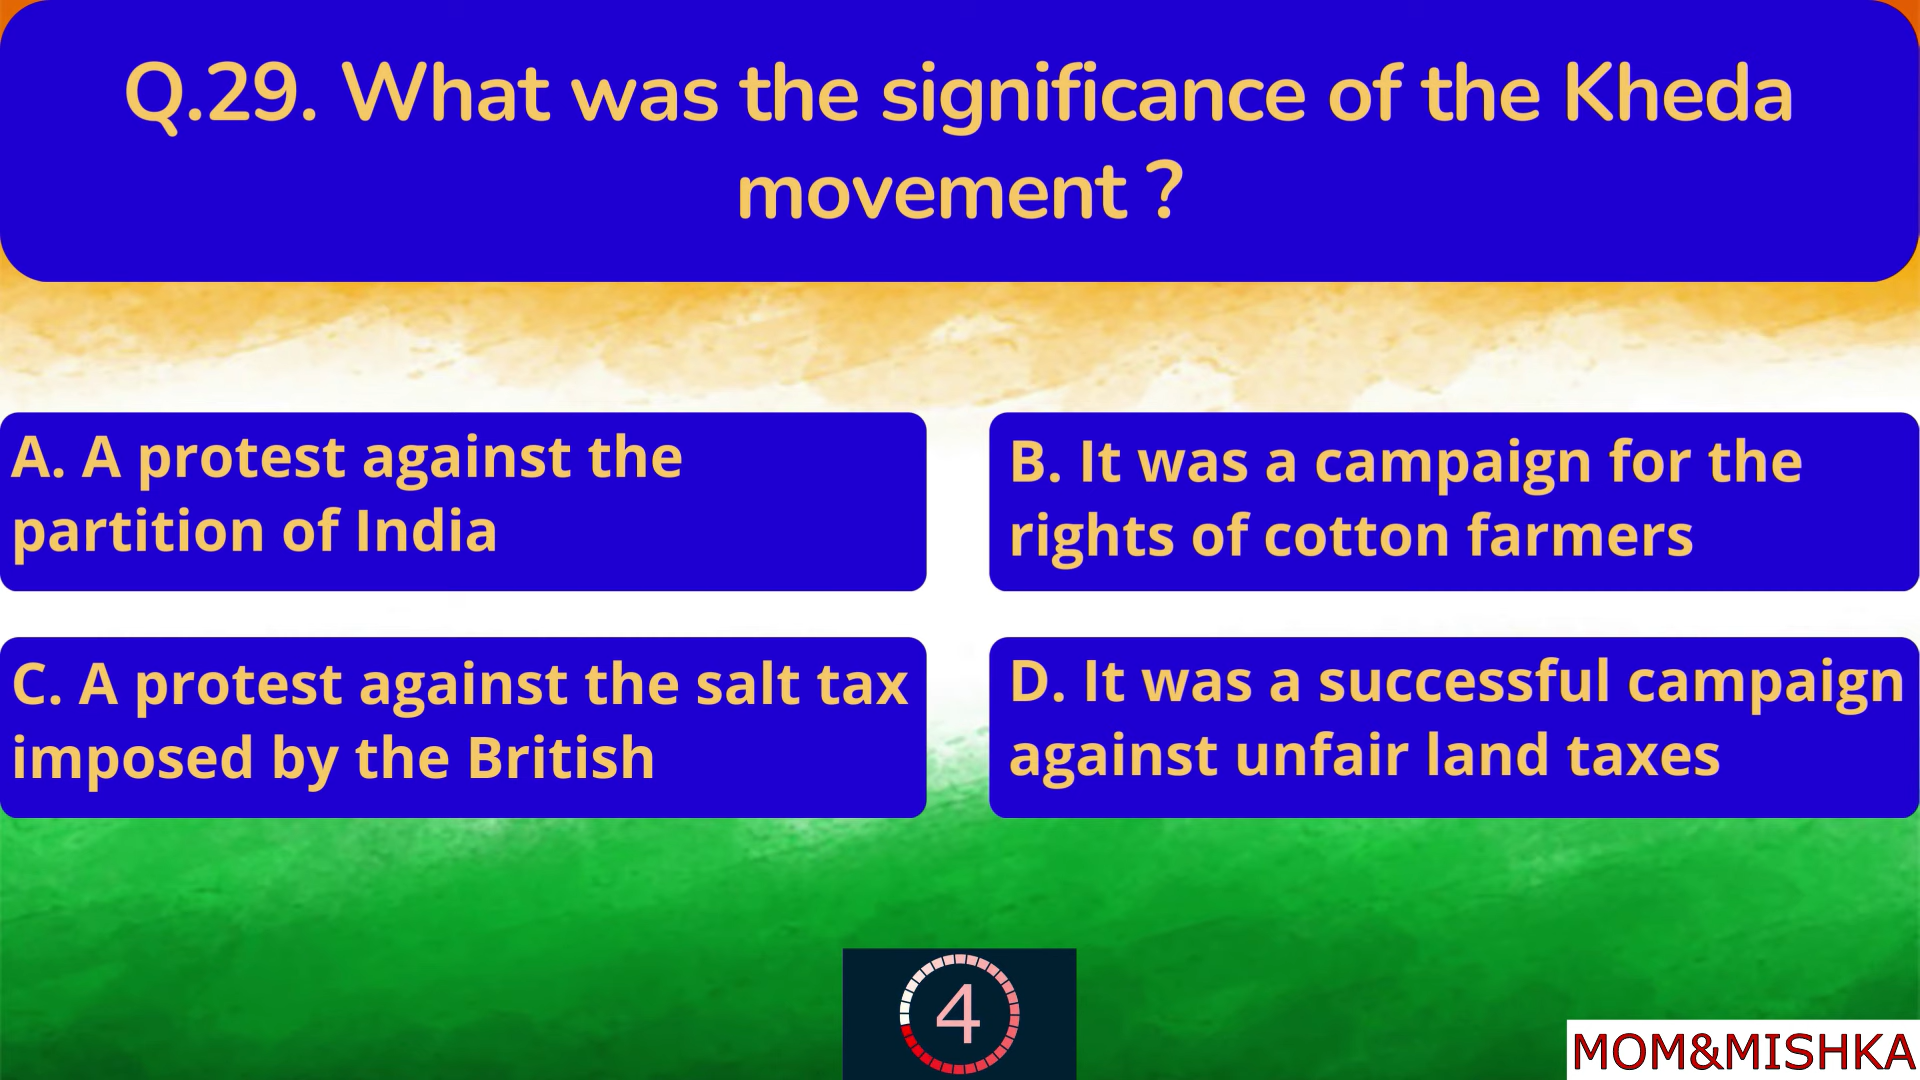 Q.29. What was the significance of the Kheda
movement ?
A. A protest against the
partition of India
B. It was a campaign for the
rights of cotton farmers
C. A protest against the salt tax
imposed by the British
D. It was a successful campaign
against unfair land taxes
4
MOM&MISHKA